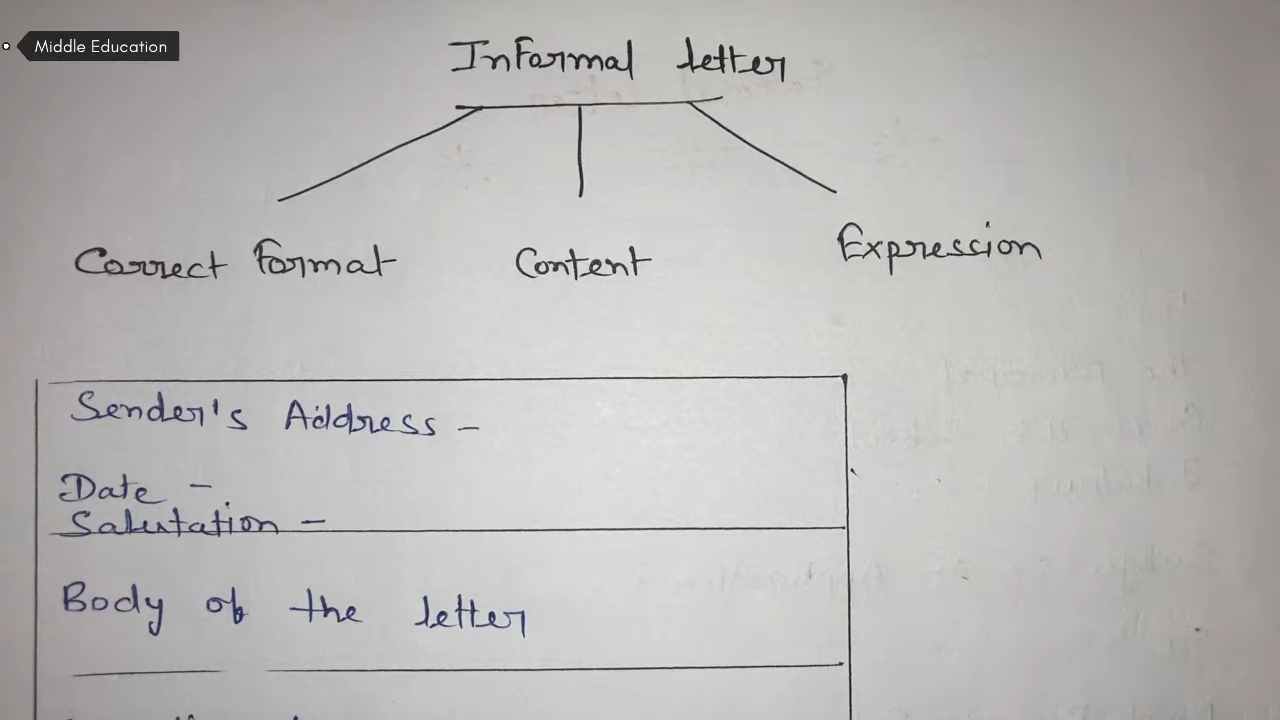 Middle Education
Informal letter
Correct Format Content Expression
Sender's Address -
Date -
Salutation -
Body of the letter